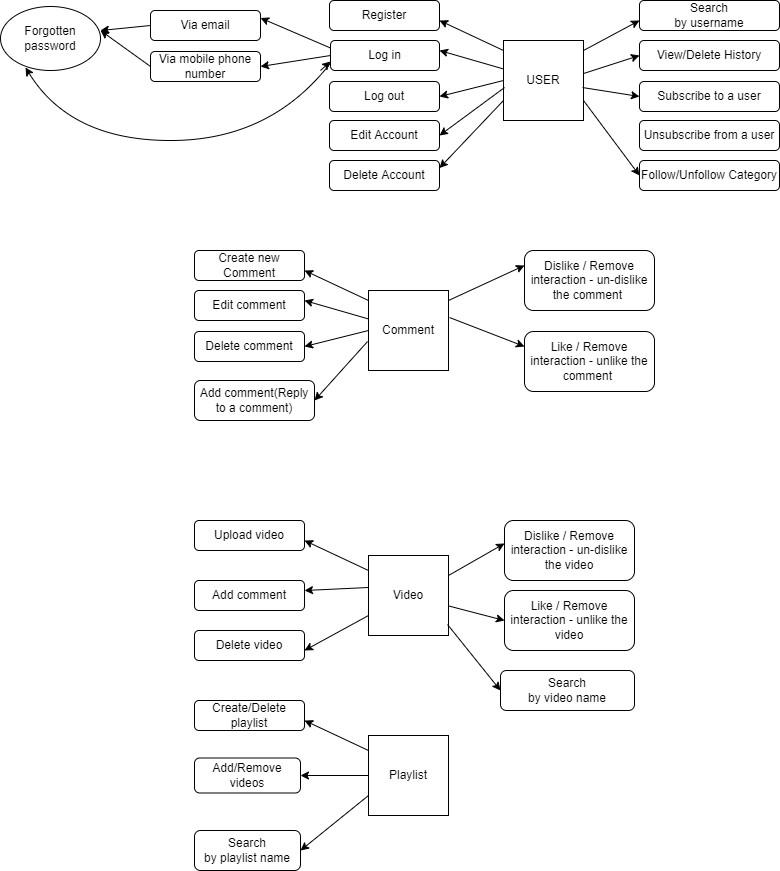 Forgotten
password
Via email
Via mobile phone
number
Register
Log in
Log out
Edit Account
Delete Account
USER
Search
by username
View/Delete History
Subscribe to a user
Unsubscribe from a user
Follow/Unfollow Category
Create new
Comment
Edit comment
Delete comment
Add comment(Reply
to a comment)
Comment
Dislike / Remove
interaction - un-dislike
the comment
Like / Remove
interaction - unlike the
comment
Upload video
Add comment
Delete video
Video
Dislike / Remove
interaction - un-dislike
the video
Like / Remove
interaction - unlike the
video
Search
by video name
Create/Delete
playlist
Add/Remove
videos
Search
by playlist name
Playlist